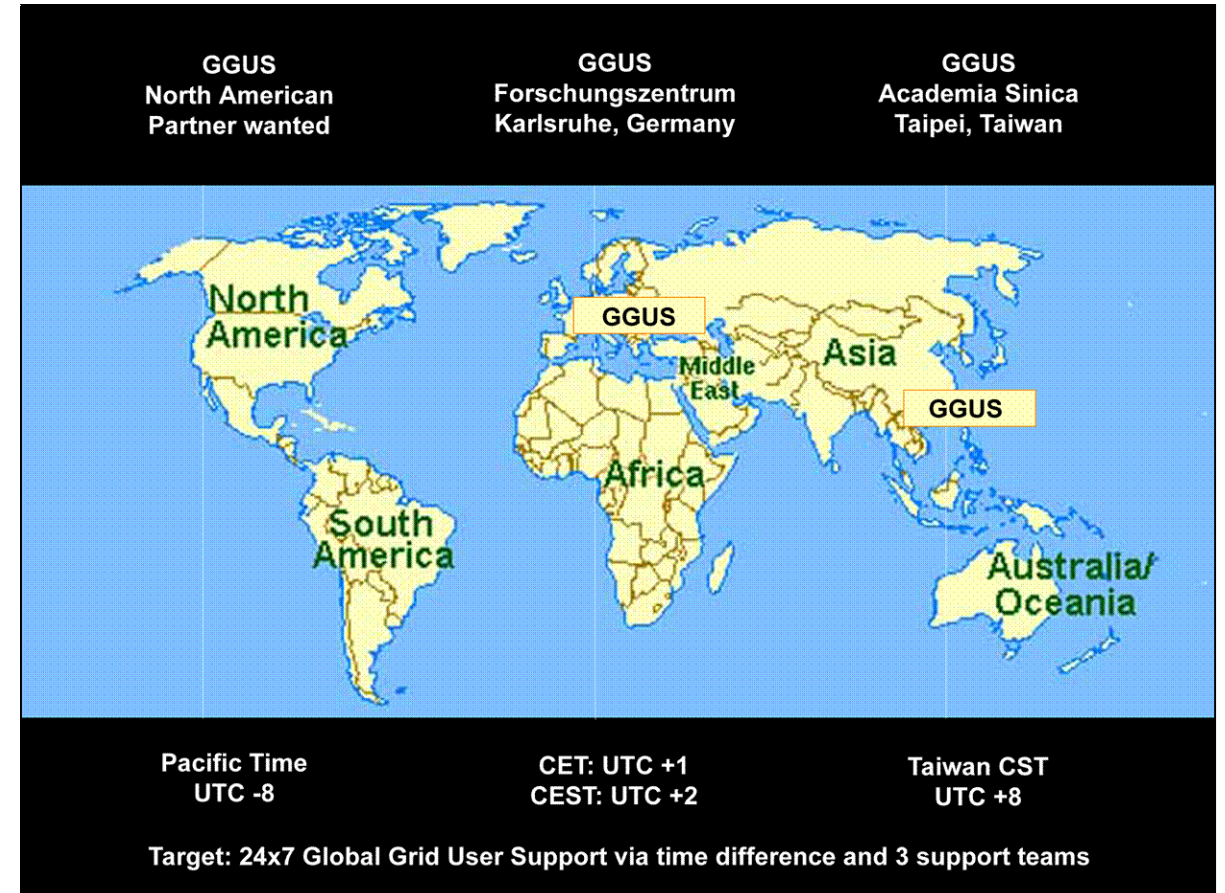 GGUS
North American
Partner wanted
GGUS
Forschungszentrum
Karlsruhe, Germany
GGUS
Academia Sinica
Taipei, Taiwan
North
America
GGUS
Middle
East
Asia
GGUS
Africa
South
America
Australia/
Oceania
Pacific Time
UTC -8
CET: UTC +1
CEST: UTC +2
Taiwan CST
UTC +8
Target: 24x7 Global Grid User Support via time difference and 3 support teams